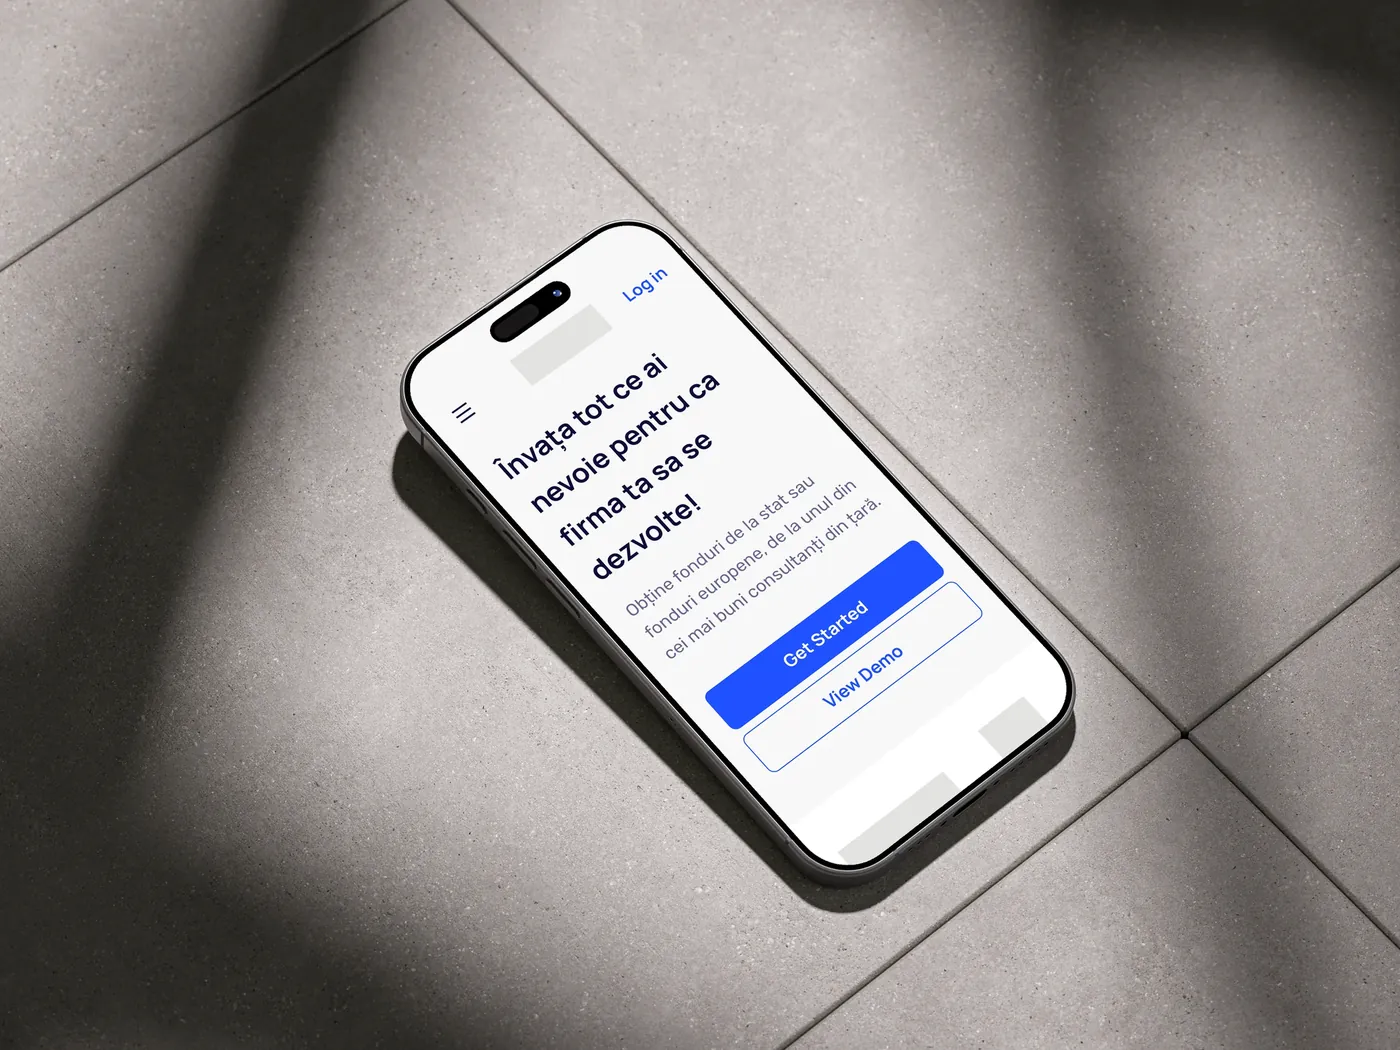 Log in
Învața tot ce ai
nevoie pentru ca
firma ta sa se
dezvolte!
Obține fonduri de la stat sau
fonduri europene, de la unul din
cei mai buni consultanți din țară.
Get Started
View Demo